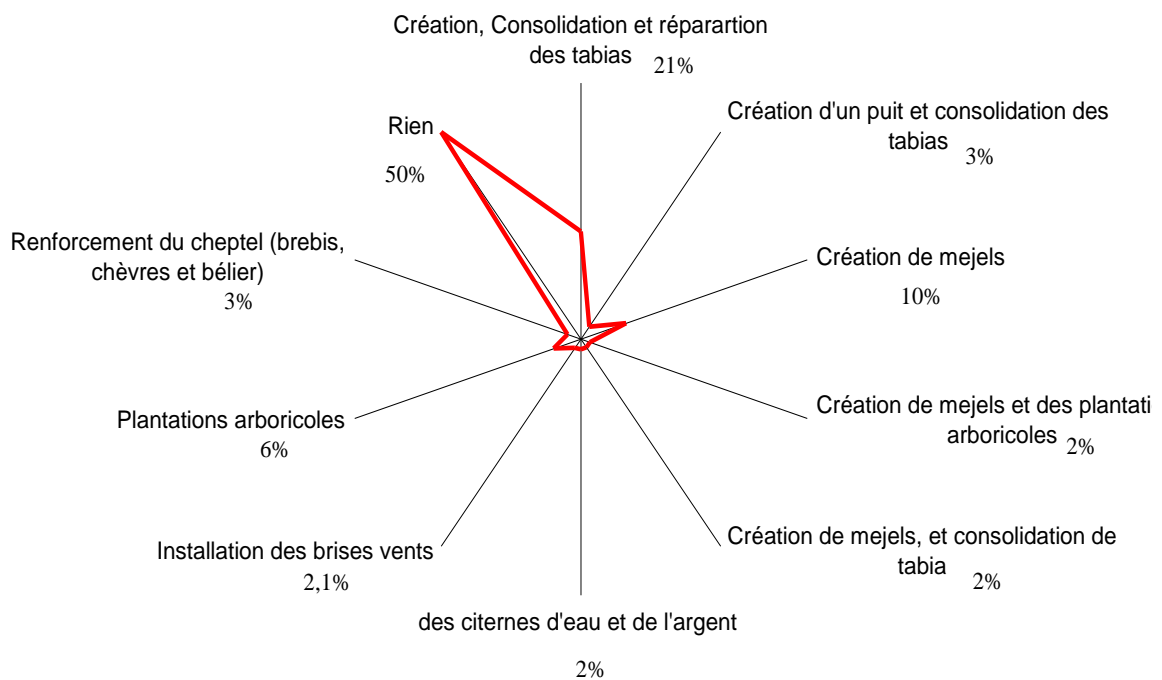 Création, Consolidation et réparartion
des tabias 21%
Création d'un puit et consolidation des
tabias 3%
Création de mejels
10%
Création de mejels et des plantati
arboricoles 2%
Création de mejels, et consolidation de
tabia 2%
des citernes d'eau et de l'argent
2%
Installation des brises vents
2,1%
Plantations arboricoles
6%
Renforcement du cheptel (brebis,
chèvres et bélier)
3%
Rien
50%